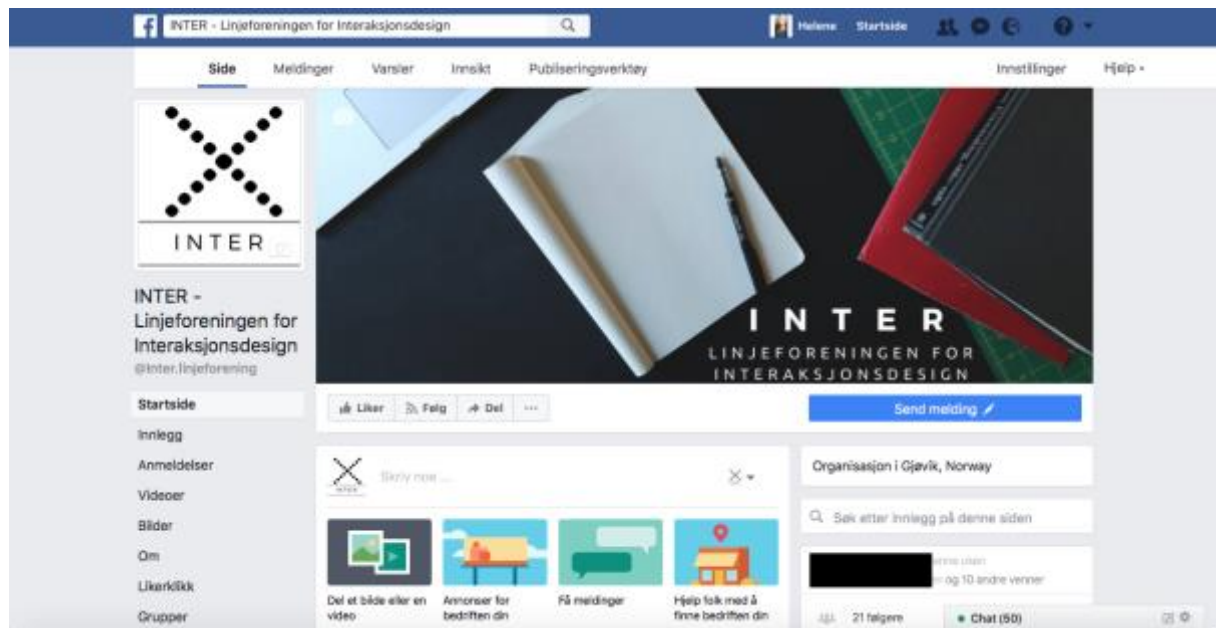 INTER - Linjeforeningen for Interaksjonsdesign
Helene Startside
Side Meldinger Varsler Innsikt Publiseringsverktøy Innstillinger Hjelp
INTER
INTER -
Linjeforeningen for
Interaksjonsdesign
@Inter.linjeforening
INTER
LINJEFORENINGEN FOR
INTERAKSJONSDESIGN
Startside
Innlegg
Anmeldelser
Videoer
Bilder
Om
Likerklikk
Grupper
Liker Følg Del ...
Send melding
INTER
Skriv noe ...
Del et bilde eller en
video
Annonser for
bedriften din
Få meldinger
Hjelp folk med å
finne bedriften din
Organisasjon i Gjøvik, Norway
Søk etter innlegg på denne siden
og 10 andre venner
21 følgere
Chat (50)